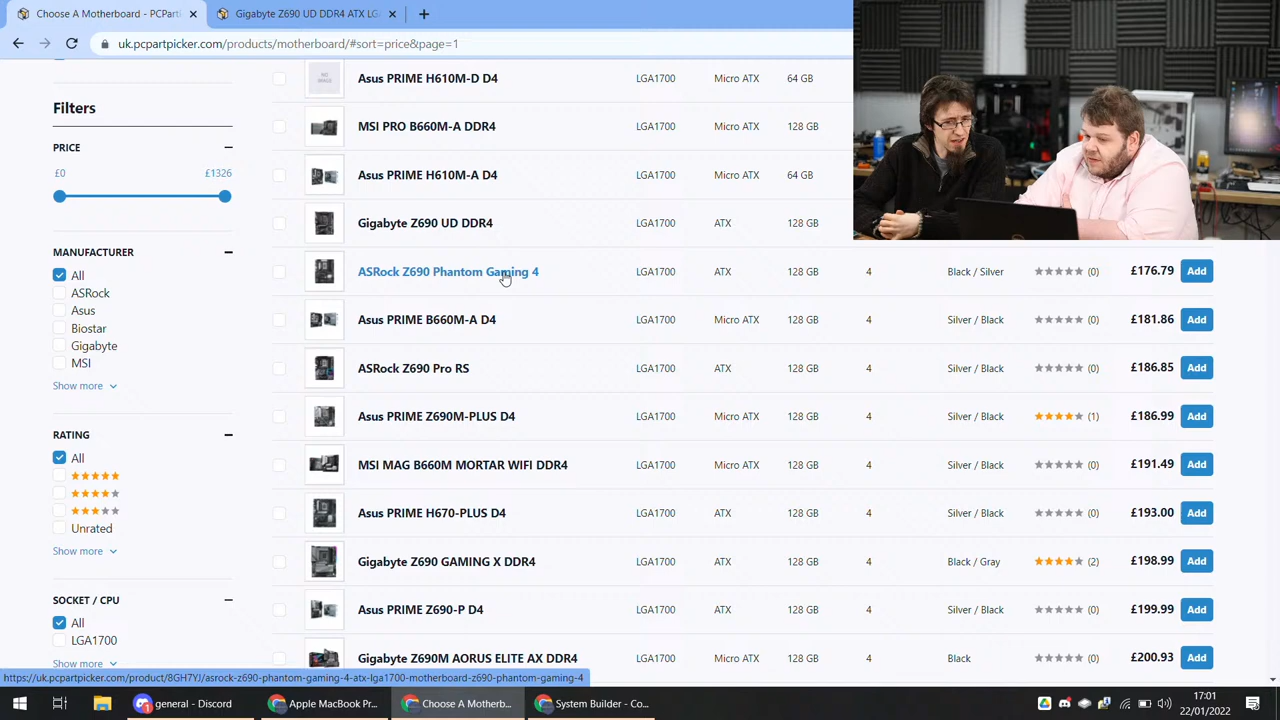 Choose A Motherboard - PCPart
Gigabyte Z690 UD DDR4 ATX LG
uk.pcpartpicker.com/products/motherboard/#sort=price&page=1
Filters
PRICE
£0 £1326
MANUFACTURER
All
ASRock
Asus
Biostar
Gigabyte
MSI
Show more
RATING
All
Unrated
Show more
SOCKET / CPU
All
LGA1700
Show more
NO IMAGE
Asus PRIME H610M-D D4 LGA1700 Micro ATX 64 GB
MSI PRO B660M-A DDR4 LGA1700 Micro ATX 128 GB
Asus PRIME H610M-A D4 LGA1700 Micro ATX 64 GB
Gigabyte Z690 UD DDR4 LGA1700 ATX 128 GB
ASRock Z690 Phantom Gaming 4 LGA1700 ATX 128 GB 4 Black / Silver (0) £176.79 Add
Asus PRIME B660M-A D4 LGA1700 Micro ATX 128 GB 4 Silver / Black (0) £181.86 Add
ASRock Z690 Pro RS LGA1700 ATX 128 GB 4 Silver / Black (0) £186.85 Add
Asus PRIME Z690M-PLUS D4 LGA1700 Micro ATX 128 GB 4 Silver / Black (1) £186.99 Add
MSI MAG B660M MORTAR WIFI DDR4 LGA1700 Micro ATX 128 GB 4 Silver / Black (0) £191.49 Add
Asus PRIME H670-PLUS D4 LGA1700 ATX 128 GB 4 Silver / Black (0) £193.00 Add
Gigabyte Z690 GAMING X DDR4 LGA1700 ATX 128 GB 4 Black / Gray (2) £198.99 Add
Asus PRIME Z690-P D4 LGA1700 ATX 128 GB 4 Silver / Black (0) £199.99 Add
Gigabyte Z690M AORUS ELITE AX DDR4 LGA1700 Micro ATX 128 GB 4 Black (0) £200.93 Add
https://uk.pcpartpicker.com/product/8GH7YJ/asrock-z690-phantom-gaming-4-atx-lga1700-motherboard-z690-phantom-gaming-4
general - Discord
Apple MacBook
Choose A Motherb...
System Builder - Co...
17:01
22/01/2022